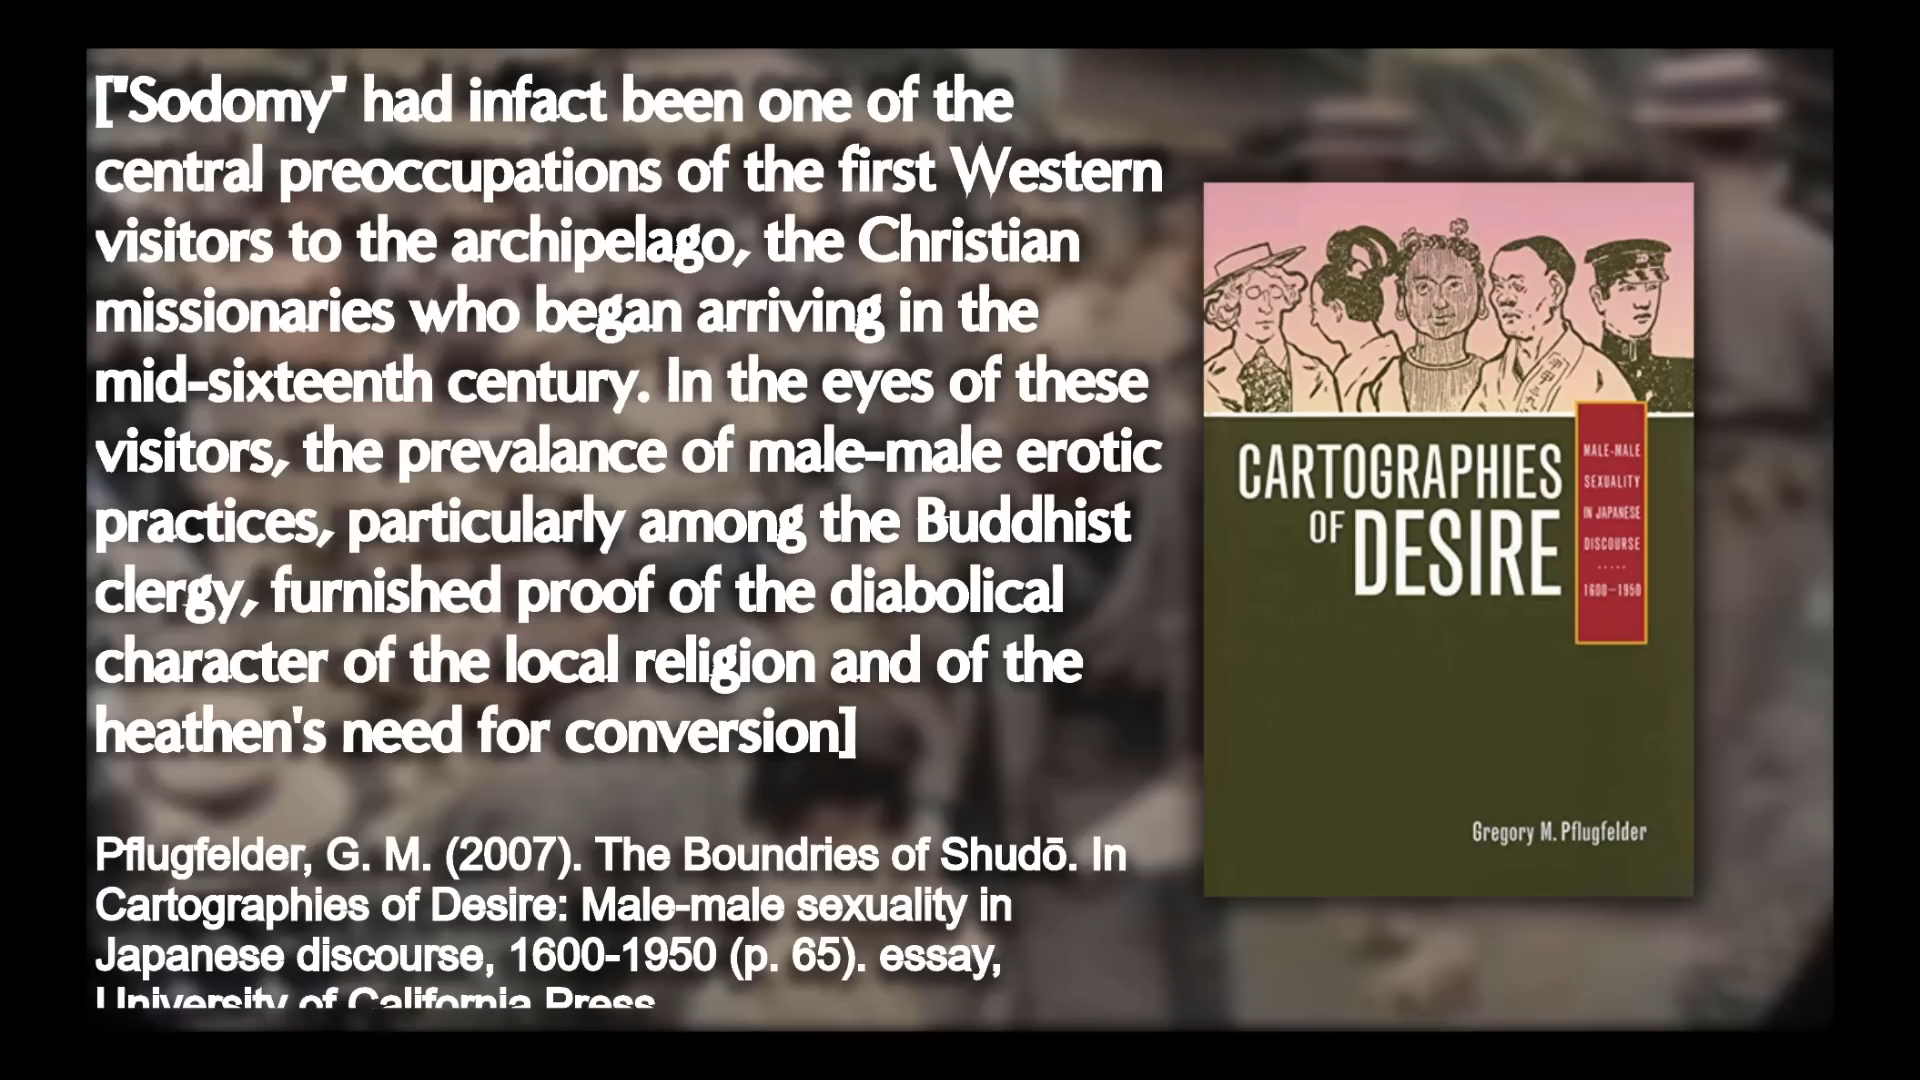 ["Sodomy' had infact been one of the
central preoccupations of the first Western
visitors to the archipelago, the Christian
missionaries who began arriving in the
mid-sixteenth century. In the eyes of these
visitors, the prevalance of male-male erotic
practices, particularly among the Buddhist
clergy, furnished proof of the diabolical
character of the local religion and of the
heathen's need for conversion]
Pflugfelder, G. M. (2007). The Boundries of Shudō. In
Cartographies of Desire: Male-male sexuality in
Japanese discourse, 1600-1950 (p. 65). essay,
University of California Press
CARTOGRAPHIES
OF DESIRE
MALE-MALE
SEXUALITY
IN JAPANESE
DISCOURSE
.....
1600–1950
Gregory M. Pflugfelder